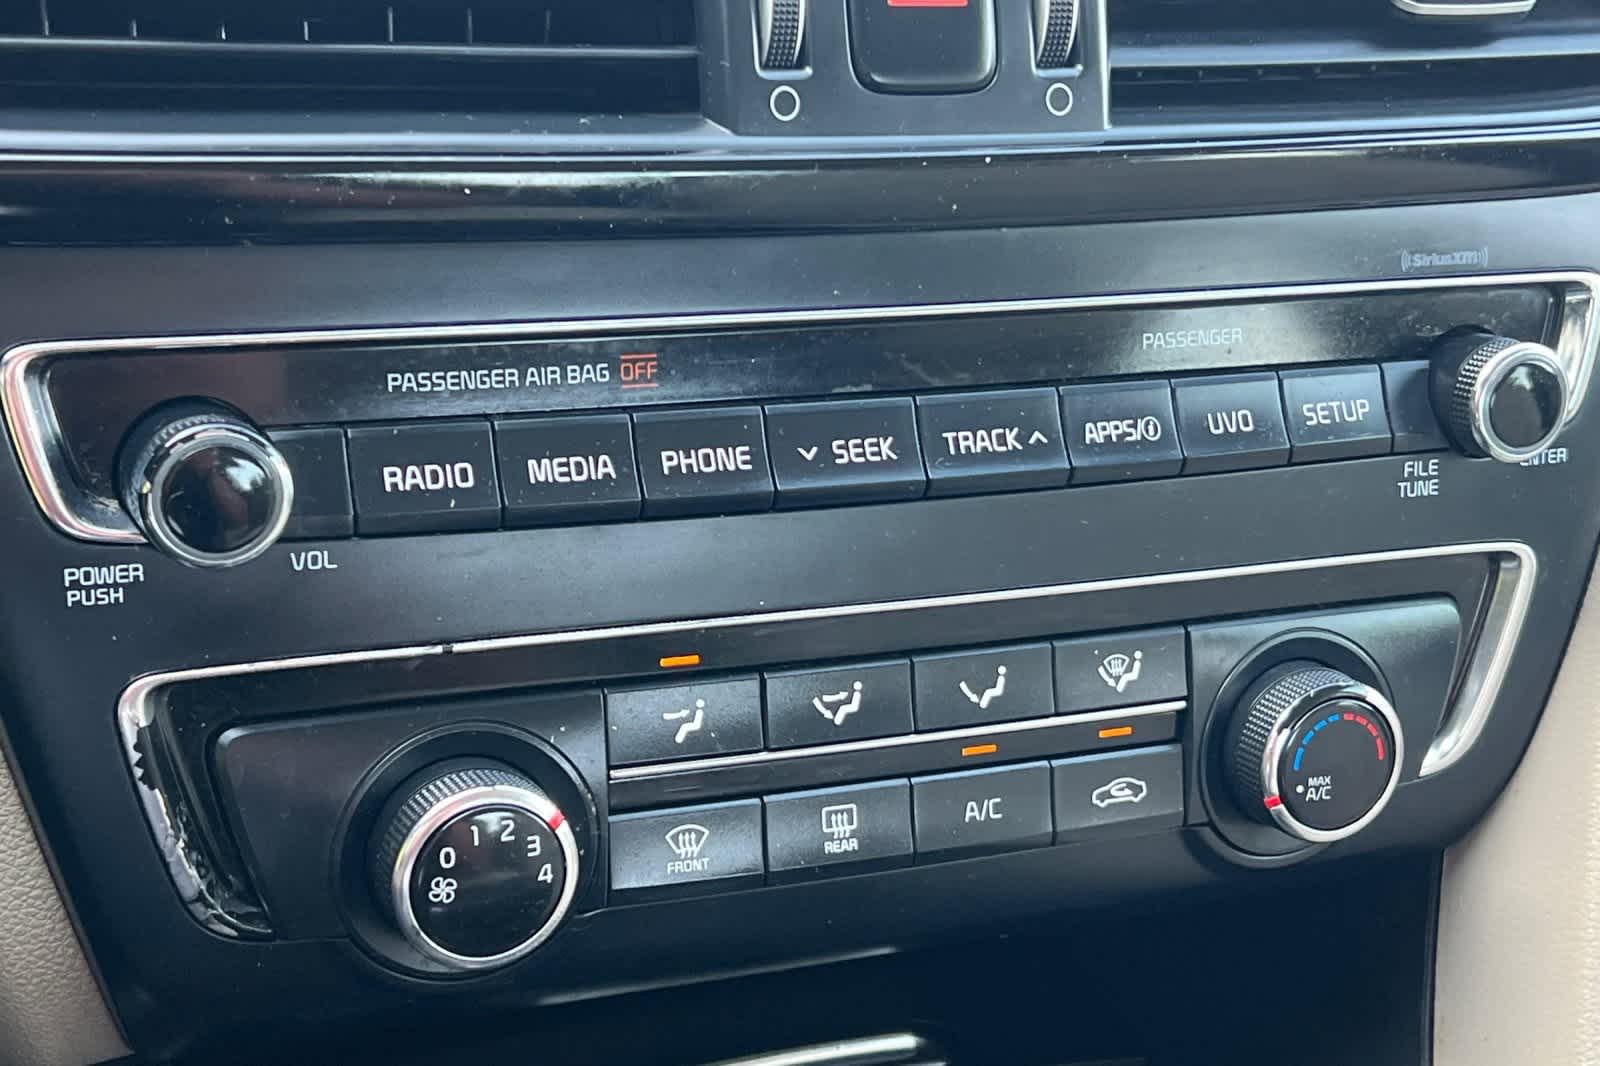 SiriusXM
PASSENGER AIR BAG OFF
PASSENGER
RADIO
MEDIA
PHONE
SEEK
TRACK
APPS/i
UVO
SETUP
FILE
TUNE
ENTER
VOL
POWER
PUSH
0 1 2 3 4
FRONT
REAR
A/C
MAX
A/C